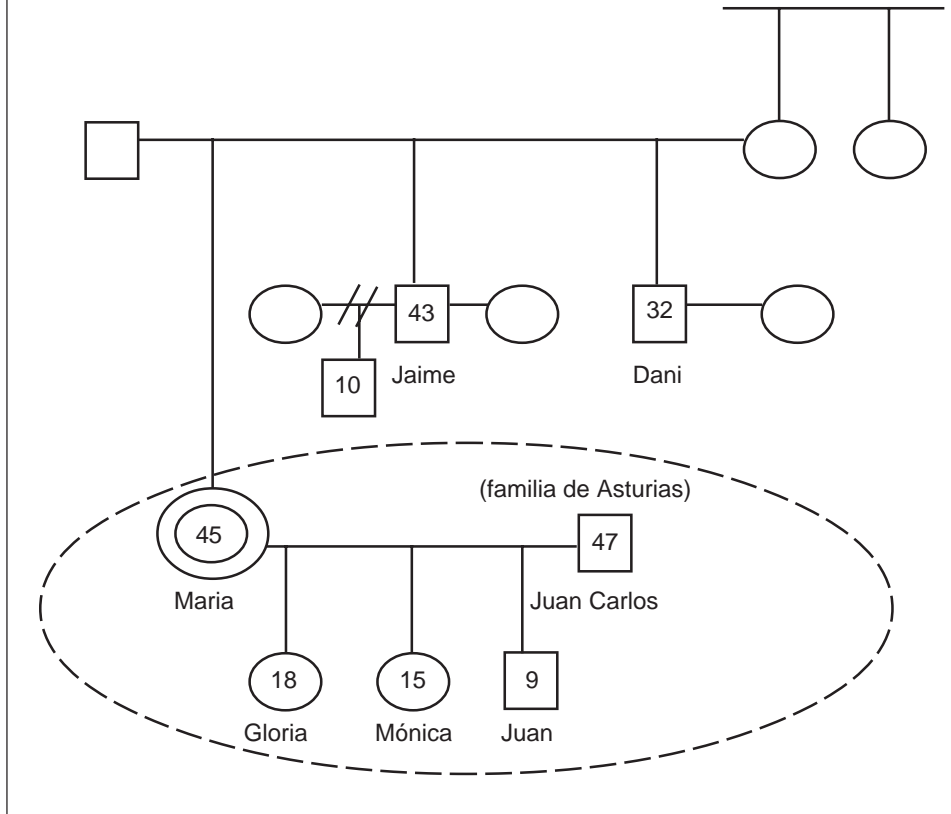 43
32
10
Jaime
Dani
(familia de Asturias)
45
47
Maria
Juan Carlos
18
15
9
Gloria
Mónica
Juan